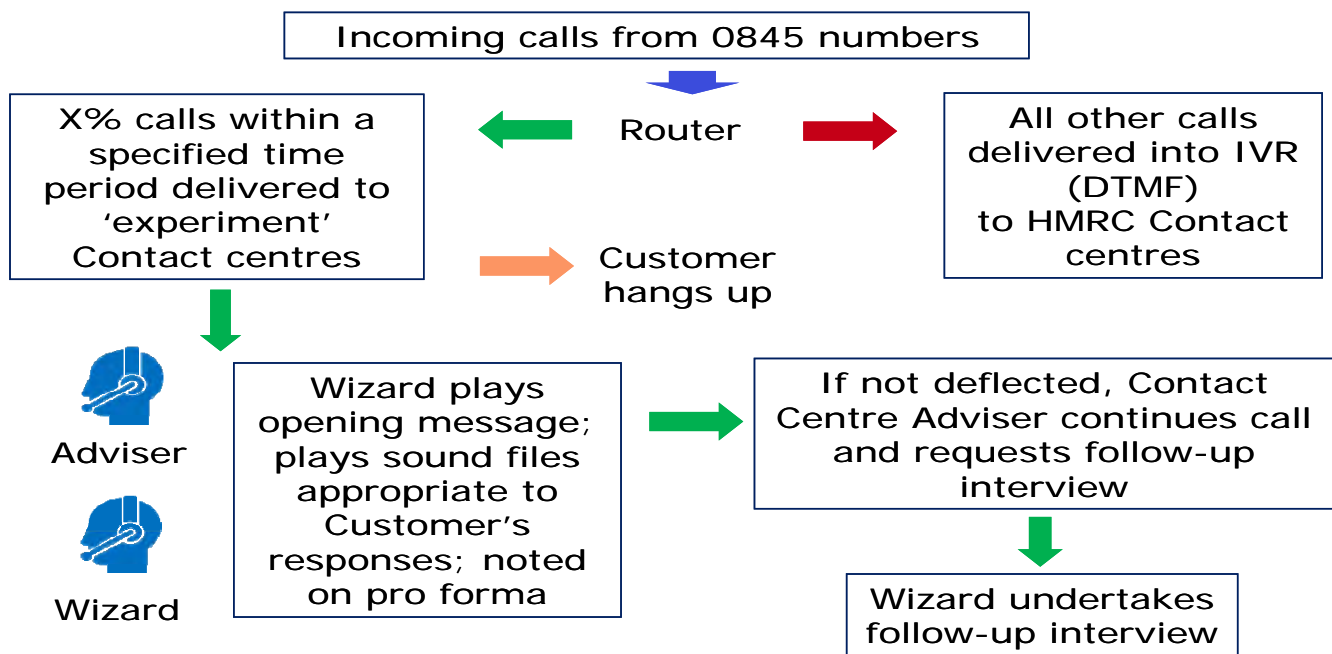 Incoming calls from 0845 numbers
X% calls within a
specified time
period delivered to
‘experiment’
Contact centres
Router
All other calls
delivered into IVR
(DTMF)
to HMRC Contact
centres
Customer
hangs up
Adviser
Wizard
Wizard plays
opening message;
plays sound files
appropriate to
Customer’s
responses; noted
on pro forma
If not deflected, Contact
Centre Adviser continues call
and requests follow-up
interview
Wizard undertakes
follow-up interview